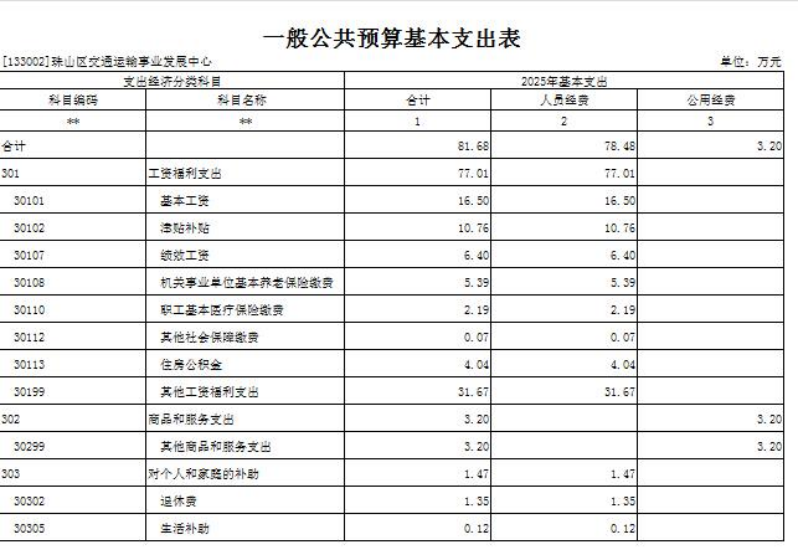 一般公共预算基本支出表
[133002]珠山区交通运输事业发展中心 单位：万元
支出经济分类科目 2025年基本支出
科目编码 科目名称 合计 人员经费 公用经费
** ** 1 2 3
合计 81.68 78.48 3.20
301 工资福利支出 77.01 77.01
30101 基本工资 16.50 16.50
30102 津贴补贴 10.76 10.76
30107 绩效工资 6.40 6.40
30108 机关事业单位基本养老保险缴费 5.39 5.39
30110 职工基本医疗保险缴费 2.19 2.19
30112 其他社会保障缴费 0.07 0.07
30113 住房公积金 4.04 4.04
30199 其他工资福利支出 31.67 31.67
302 商品和服务支出 3.20 3.20
30299 其他商品和服务支出 3.20 3.20
303 对个人和家庭的补助 1.47 1.47
30302 退休费 1.35 1.35
30305 生活补助 0.12 0.12